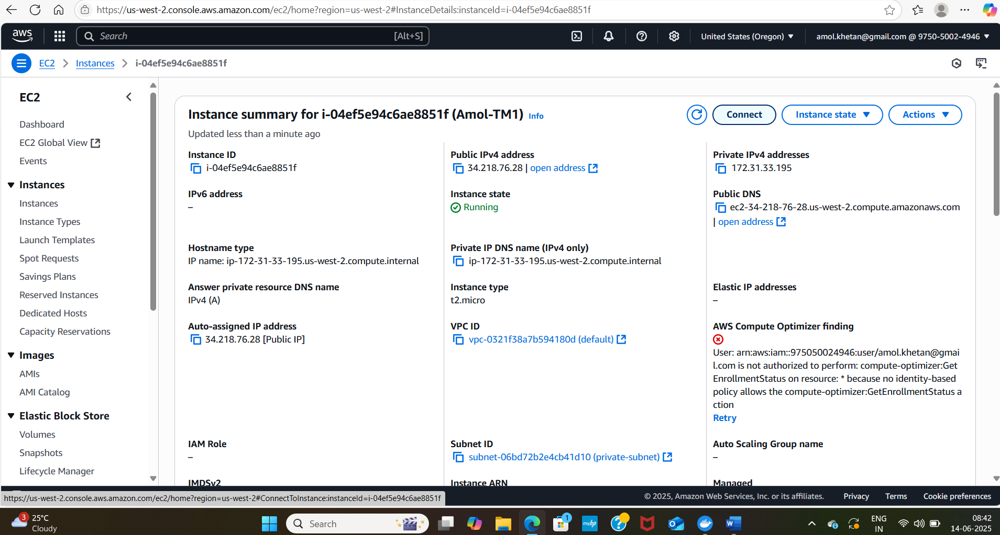 https://us-west-2.console.aws.amazon.com/ec2/home?region=us-west-2#InstanceDetails:instanceId=i-04ef5e94c6ae8851f
aws
Search [Alt+S]
United States (Oregon)
amol.khetan@gmail.com @ 9750-5002-4946
EC2 Instances i-04ef5e94c6ae8851f
EC2
Dashboard
EC2 Global View
Events
Instances
Instances
Instance Types
Launch Templates
Spot Requests
Savings Plans
Reserved Instances
Dedicated Hosts
Capacity Reservations
Images
AMIs
AMI Catalog
Elastic Block Store
Volumes
Snapshots
Lifecycle Manager
Instance summary for i-04ef5e94c6ae8851f (Amol-TM1) Info
Updated less than a minute ago
Connect
Instance state
Actions
Instance ID
i-04ef5e94c6ae8851f
Public IPv4 address
34.218.76.28 | open address
Private IPv4 addresses
172.31.33.195
IPv6 address
–
Instance state
Running
Public DNS
ec2-34-218-76-28.us-west-2.compute.amazonaws.com
| open address
Hostname type
IP name: ip-172-31-33-195.us-west-2.compute.internal
Private IP DNS name (IPv4 only)
ip-172-31-33-195.us-west-2.compute.internal
Answer private resource DNS name
IPv4 (A)
Instance type
t2.micro
Elastic IP addresses
–
Auto-assigned IP address
34.218.76.28 [Public IP]
VPC ID
vpc-0321f38a7b594180d (default)
AWS Compute Optimizer finding
User: arn:aws:iam::975050024946:user/amol.khetan@gmai
l.com is not authorized to perform: compute-optimizer:Get
EnrollmentStatus on resource: * because no identity-based
policy allows the compute-optimizer:GetEnrollmentStatus a
ction
Retry
IAM Role
–
Subnet ID
subnet-06bd72b2e4cb41d10 (private-subnet)
Auto Scaling Group name
–
IMDSv2
Instance ARN
Managed
https://us-west-2.console.aws.amazon.com/ec2/home?region=us-west-2#ConnectToInstance:instanceId=i-04ef5e94c6ae8851f
© 2025, Amazon Web Services, Inc. or its affiliates.
Privacy
Terms
Cookie preferences
3
25°C
Cloudy
Search
1
myhp
W
ENG
IN
08:42
14-06-2025